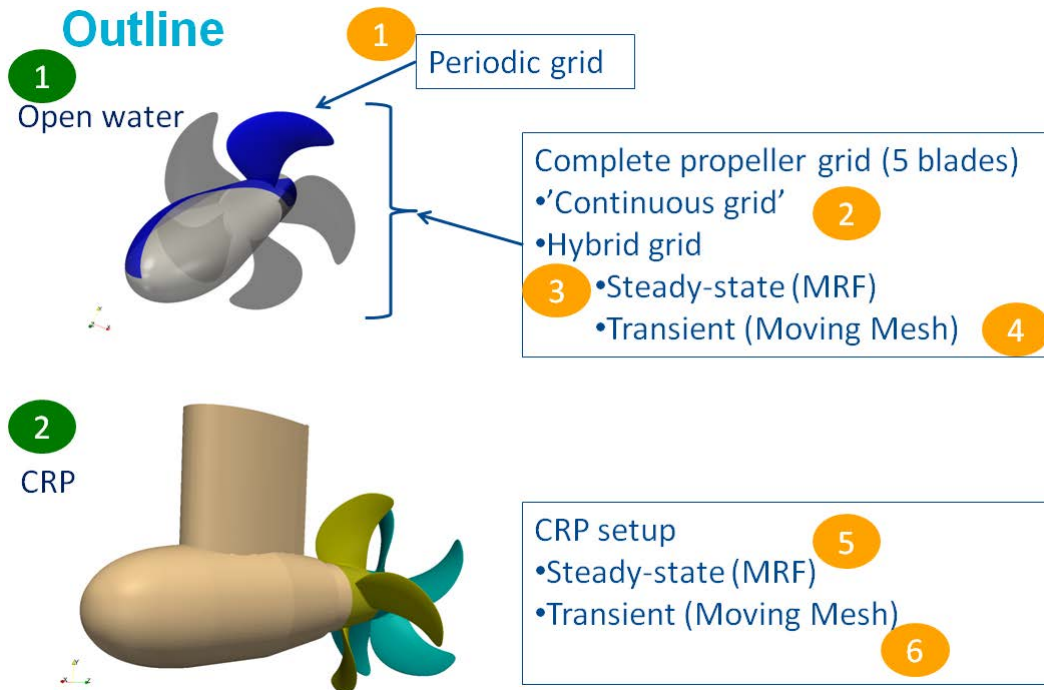 Outline
1
Periodic grid
1
Open water
Complete propeller grid (5 blades)
•’Continuous grid’
2
•Hybrid grid
3
•Steady-state (MRF)
•Transient (Moving Mesh)
4
2
CRP
CRP setup
5
•Steady-state (MRF)
•Transient (Moving Mesh)
6